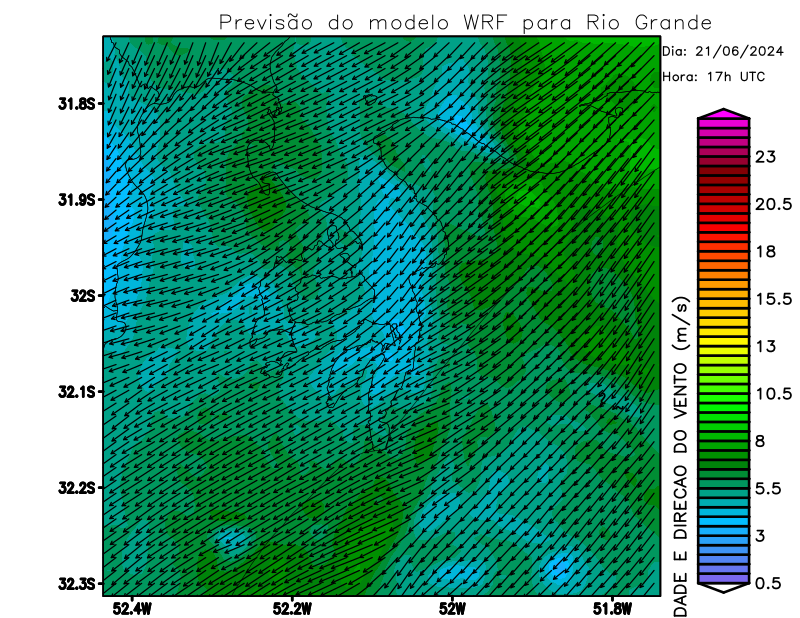 Previsão do modelo WRF para Rio Grande
Dia: 21/06/2024
Hora: 17h UTC
31.8S
31.9S
32S
32.1S
32.2S
32.3S
52.4W
52.2W
52W
51.8W
23
20.5
18
15.5
13
10.5
8
5.5
3
0.5
DADE E DIRECAO DO VENTO (m/s)